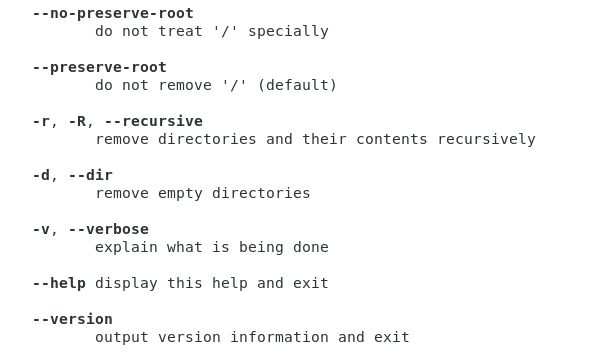 --no-preserve-root
do not treat '/' specially
--preserve-root
do not remove '/' (default)
-r, -R, --recursive
remove directories and their contents recursively
-d, --dir
remove empty directories
-v, --verbose
explain what is being done
--help display this help and exit
--version
output version information and exit